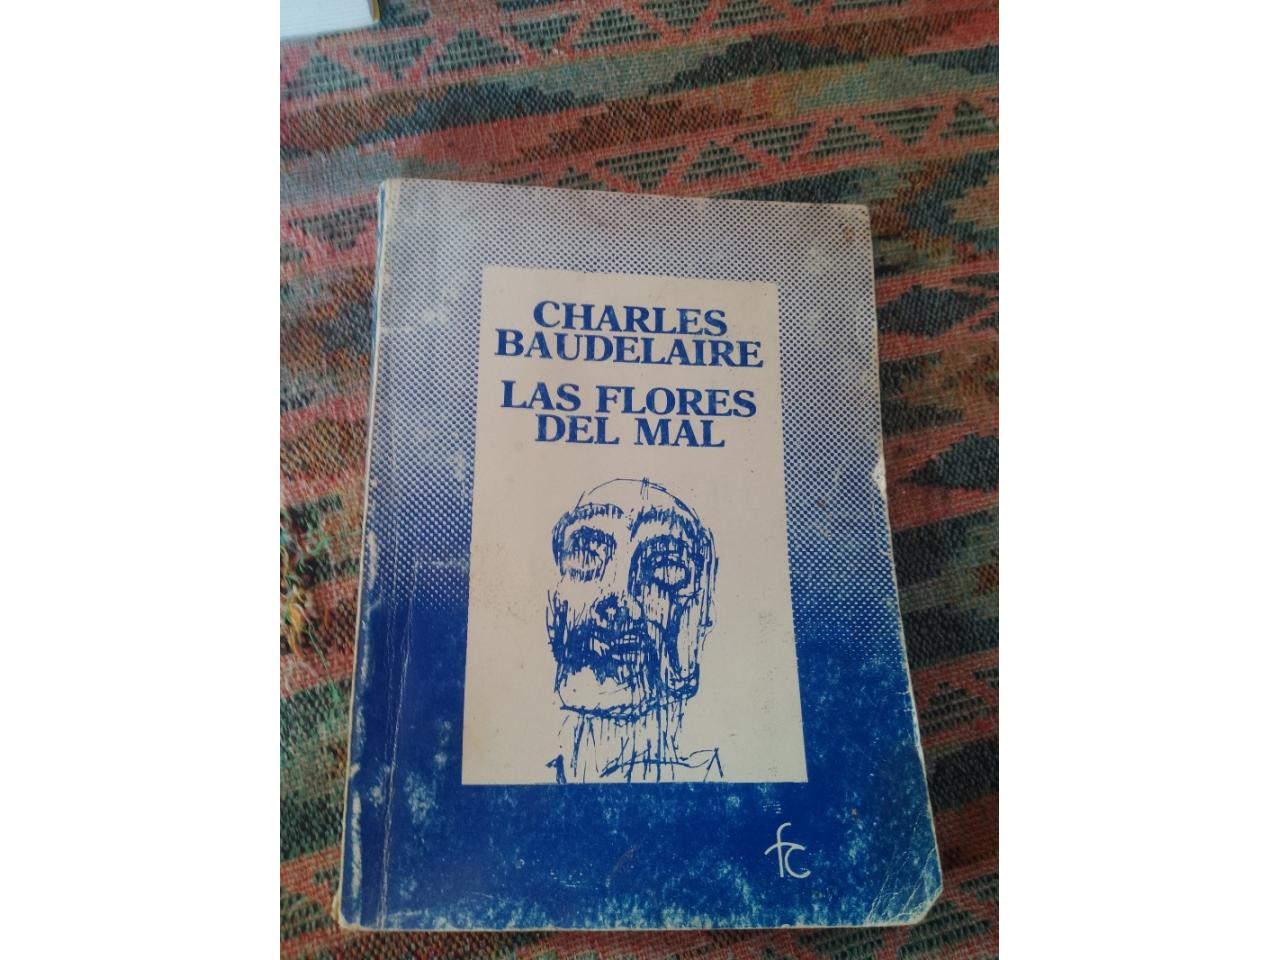 CHARLES
BAUDELAIRE
LAS FLORES
DEL MAL
fc